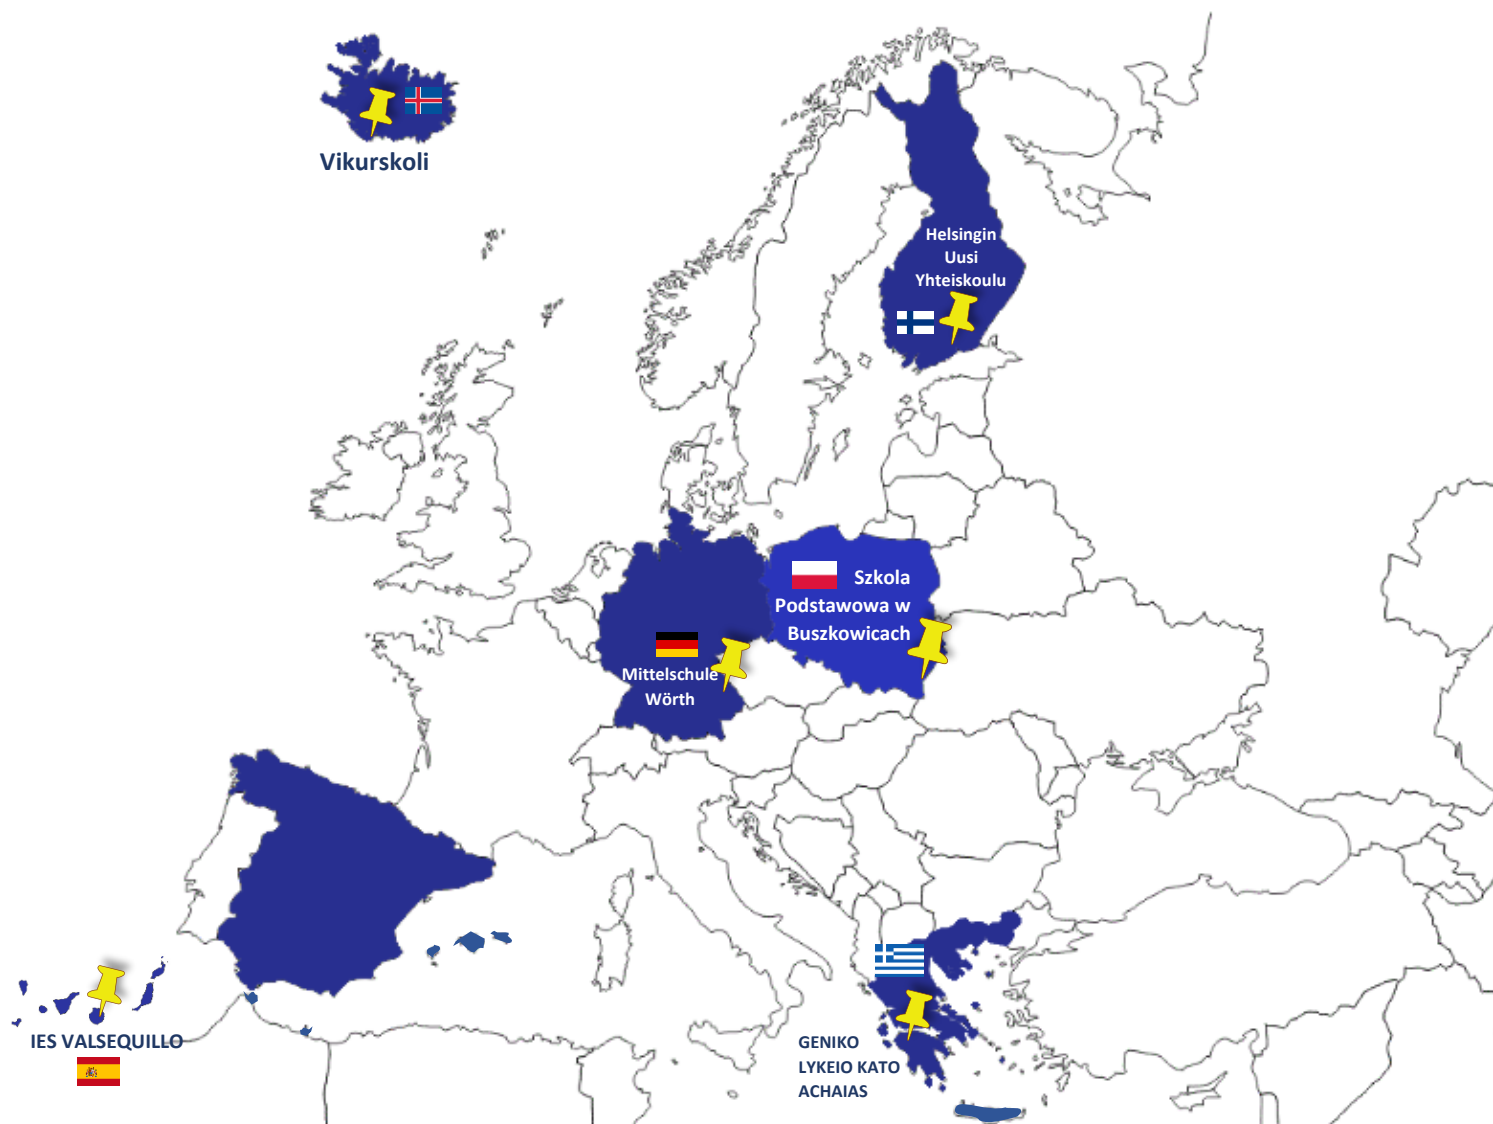 Vikurskoli
Helsingin
Uusi
Yhteiskoulu
Szkola
Podstawowa w
Buszkowicach
Mittelschule
Wörth
IES VALSEQUILLO
GENIKO
LYKEIO KATO
ACHAIAS